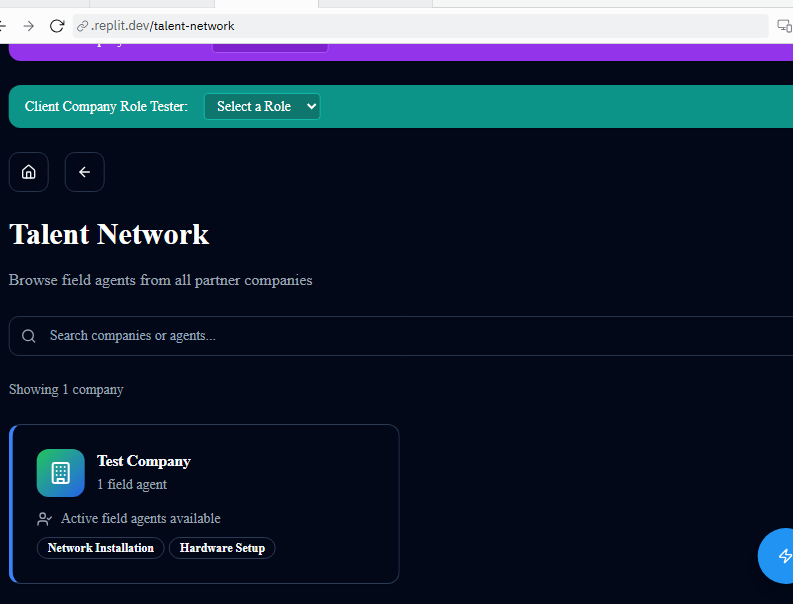 .replit.dev/talent-network
Client Company Role Tester: Select a Role
Talent Network
Browse field agents from all partner companies
Search companies or agents...
Showing 1 company
Test Company
1 field agent
Active field agents available
Network Installation Hardware Setup